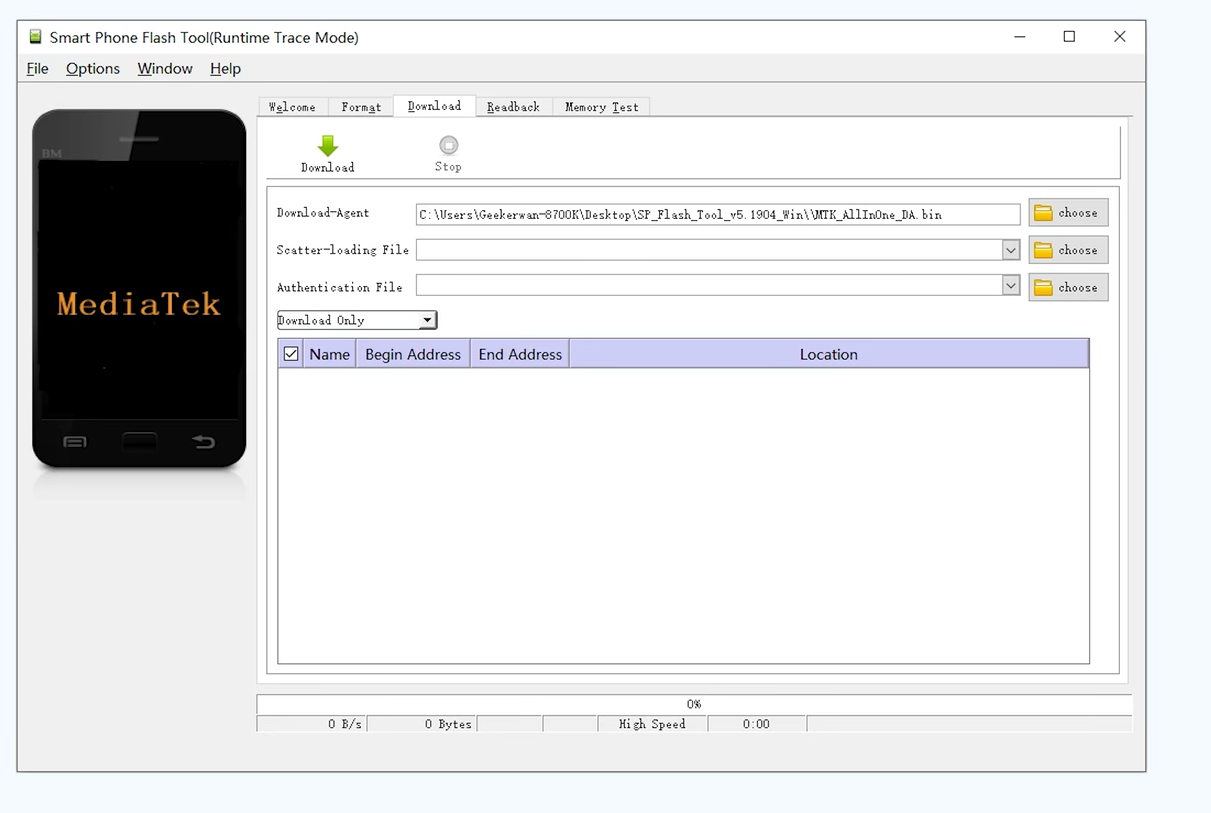 Smart Phone Flash Tool(Runtime Trace Mode)
File Options Window Help
Welcome Format Download Readback Memory Test
BM
Download Stop
Download-Agent C:\Users\Geekerwan-8700K\Desktop\SP_Flash_Tool_v5.1904_Win\\MTK_AllInOne_DA.bin choose
Scatter-loading File choose
Authentication File choose
MediaTek
Download Only
Name Begin Address End Address Location
0%
0 B/s 0 Bytes High Speed 0:00